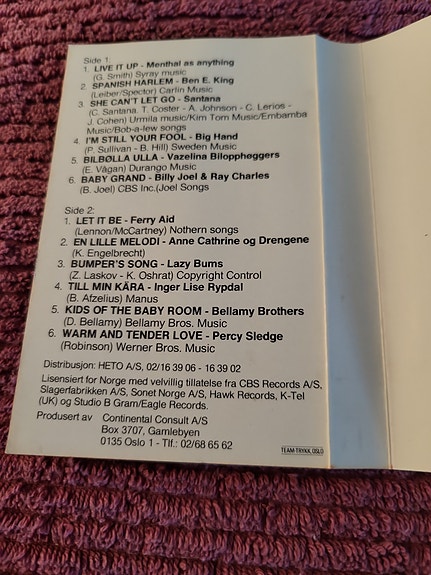 Side 1:
1. LIVE IT UP - Menthal as anything
(G. Smith) Syray music
2. SPANISH HARLEM - Ben E. King
(Leiber/Spector) Carlin Music
3. SHE CAN'T LET GO - Santana
(C. Santana. T. Coster - A. Johnson - C. Lerios -
J. Cohen) Urmila music/Kim Tom Music/Embamba
Music/Bob-a-lew songs
4. I'M STILL YOUR FOOL - Big Hand
(P. Sullivan - B. Hill) Sweden Music
5. BILBØLLA ULLA - Vazelina Bilopphøggers
(E. Vågan) Durango Music
6. BABY GRAND - Billy Joel & Ray Charles
(B. Joel) CBS Inc.(Joel Songs
Side 2:
1. LET IT BE - Ferry Aid
(Lennon/McCartney) Nothern songs
2. EN LILLE MELODI - Anne Cathrine og Drengene
(K. Engelbrecht)
3. BUMPER'S SONG - Lazy Bums
(Z. Laskov - K. Oshrat) Copyright Control
4. TILL MIN KÄRA - Inger Lise Rypdal
(B. Afzelius) Manus
5. KIDS OF THE BABY ROOM - Bellamy Brothers
(D. Bellamy) Bellamy Bros. Music
6. WARM AND TENDER LOVE - Percy Sledge
(Robinson) Werner Bros. Music
Distribusjon: HETO A/S, 02/16 39 06 - 16 39 02
Lisensiert for Norge med velvillig tillatelse fra CBS Records A/S,
Slagerfabrikken A/S, Sonet Norge A/S, Hawk Records, K-Tel
(UK) og Studio B Gram/Eagle Records.
Produsert av Continental Consult A/S
Box 3707, Gamlebyen
0135 Oslo 1 - Tlf.: 02/68 65 62
TEAM-TRYKK, OSLO